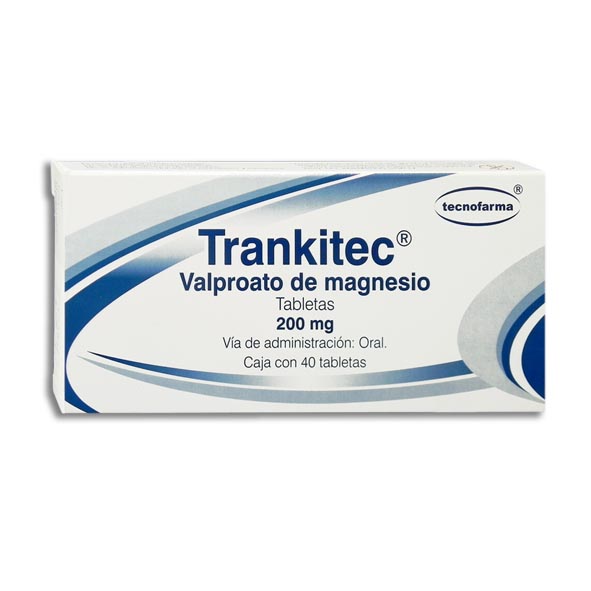 tecnofarma®
Trankitec®
Valproato de magnesio
Tabletas
200 mg
Vía de administración: Oral.
Caja con 40 tabletas